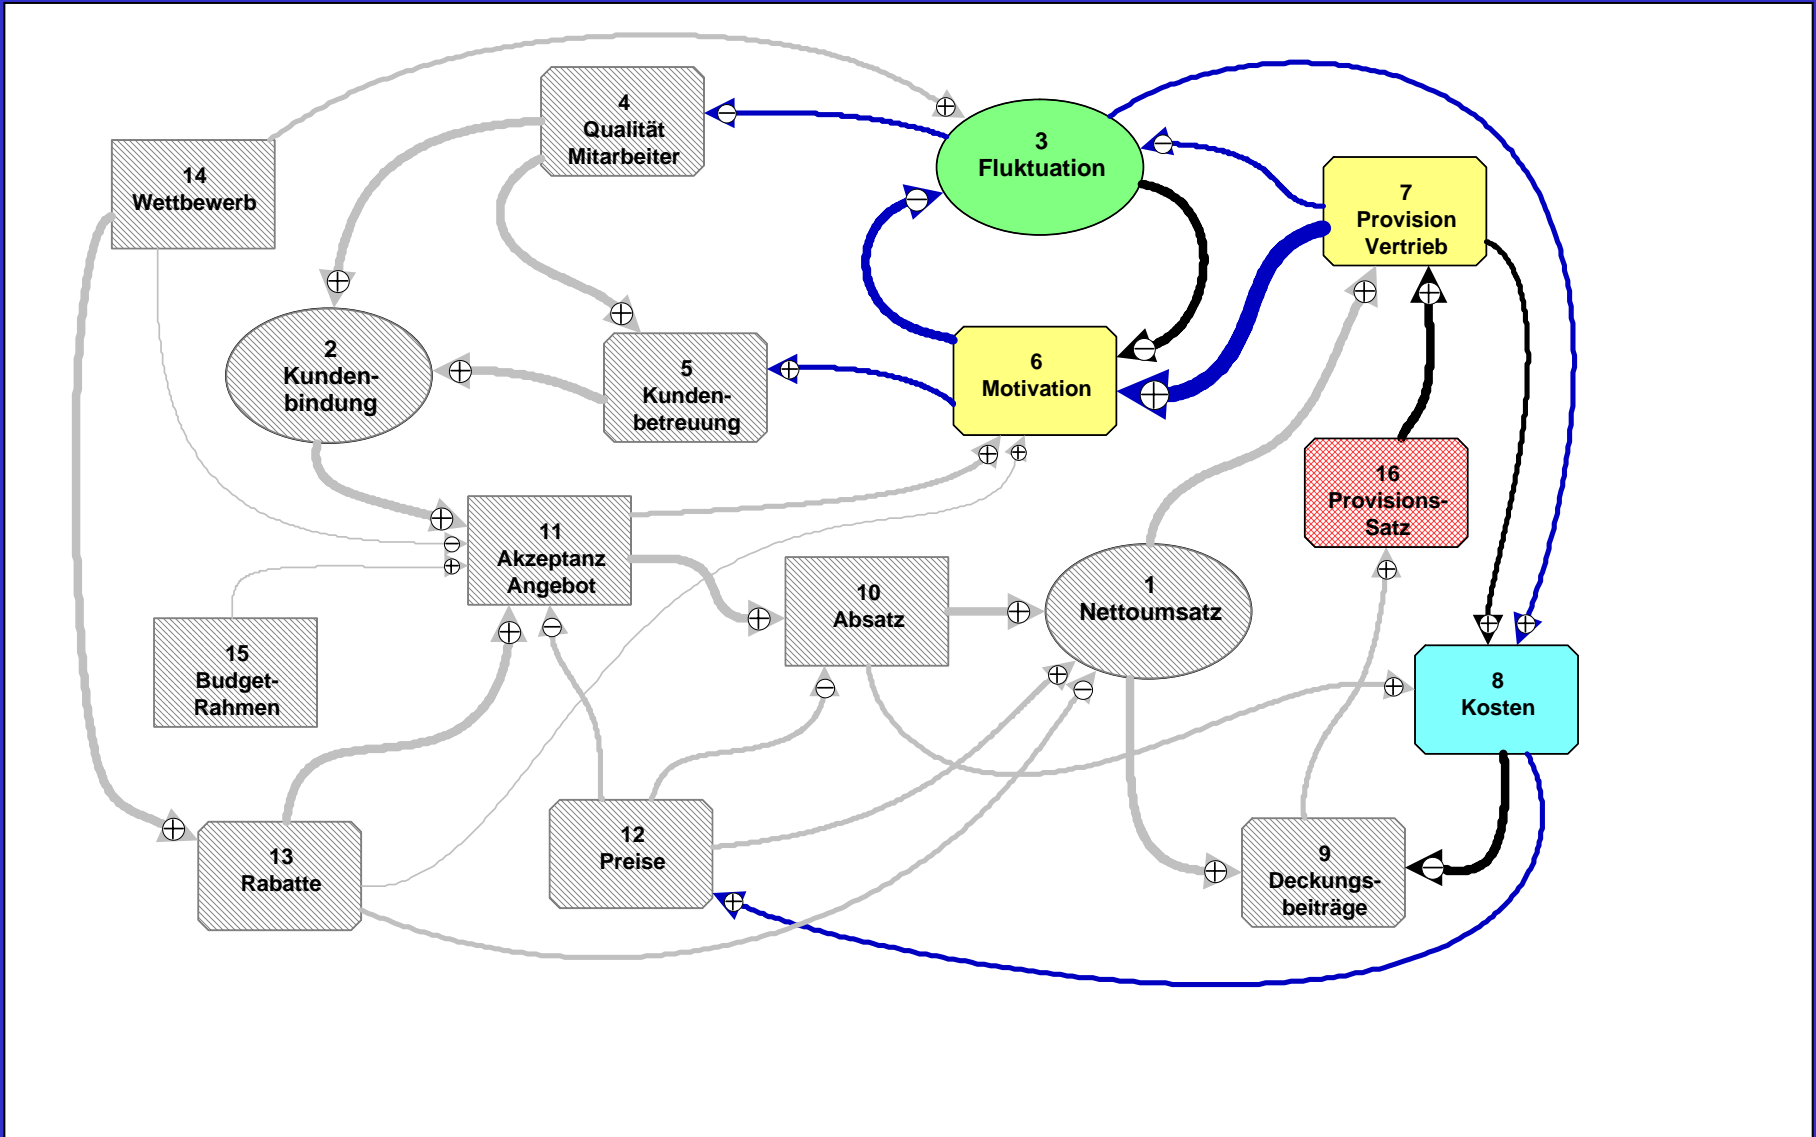 4
Qualität
Mitarbeiter
3
Fluktuation
14
Wettbewerb
7
Provision
Vertrieb
2
Kunden-
bindung
5
Kunden-
betreuung
6
Motivation
16
Provisions-
Satz
11
Akzeptanz
Angebot
10
Absatz
1
Nettoumsatz
15
Budget-
Rahmen
8
Kosten
13
Rabatte
12
Preise
9
Deckungs-
beiträge